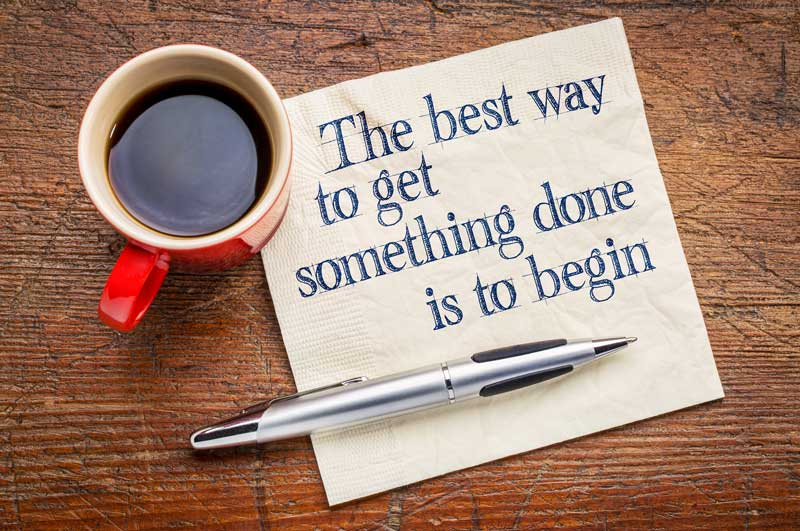 The best way
to get
something done
is to begin